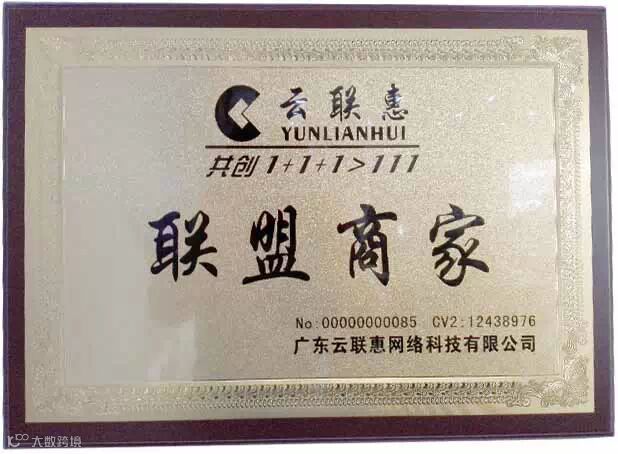 云联惠
YUNLIANHUI
共创1+1+1>111
联盟商家
No:00000000085 CV2:12438976
广东云联惠网络科技有限公司
大数跨境